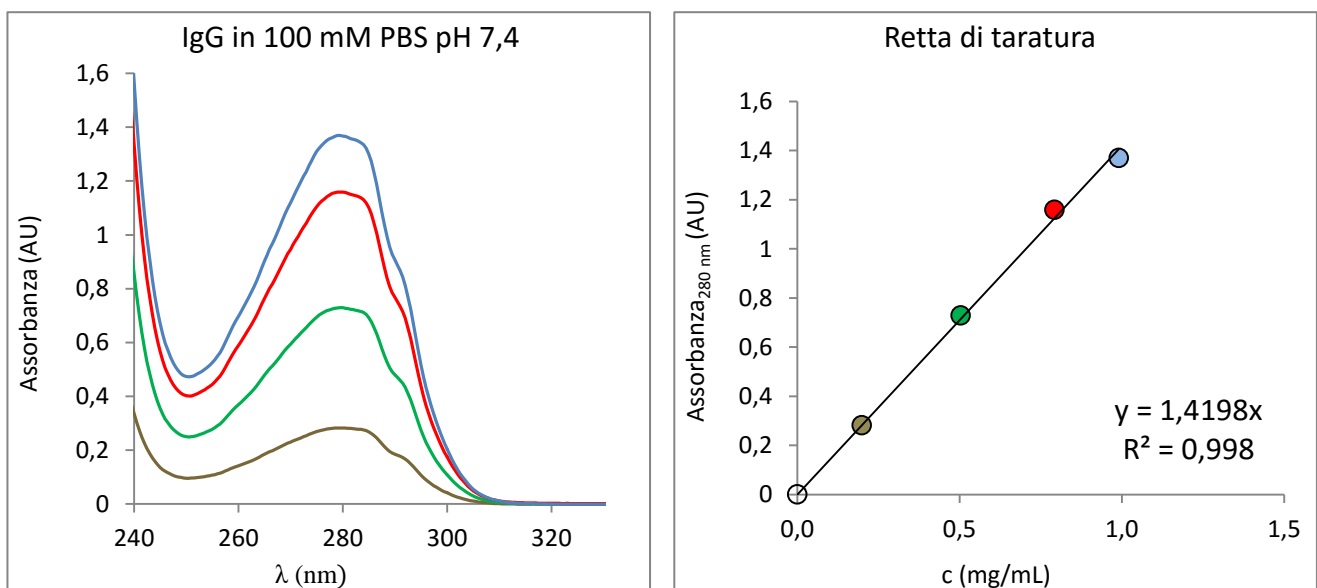 IgG in 100 mM PBS pH 7,4
1,6
1,4
1,2
1
0,8
0,6
0,4
0,2
0
Assorbanza (AU)
240 260 280 300 320
λ (nm)
Retta di taratura
1,6
1,4
1,2
1
0,8
0,6
0,4
0,2
0
Assorbanza280 nm (AU)
y = 1,4198x
R² = 0,998
0,0 0,5 1,0 1,5
c (mg/mL)